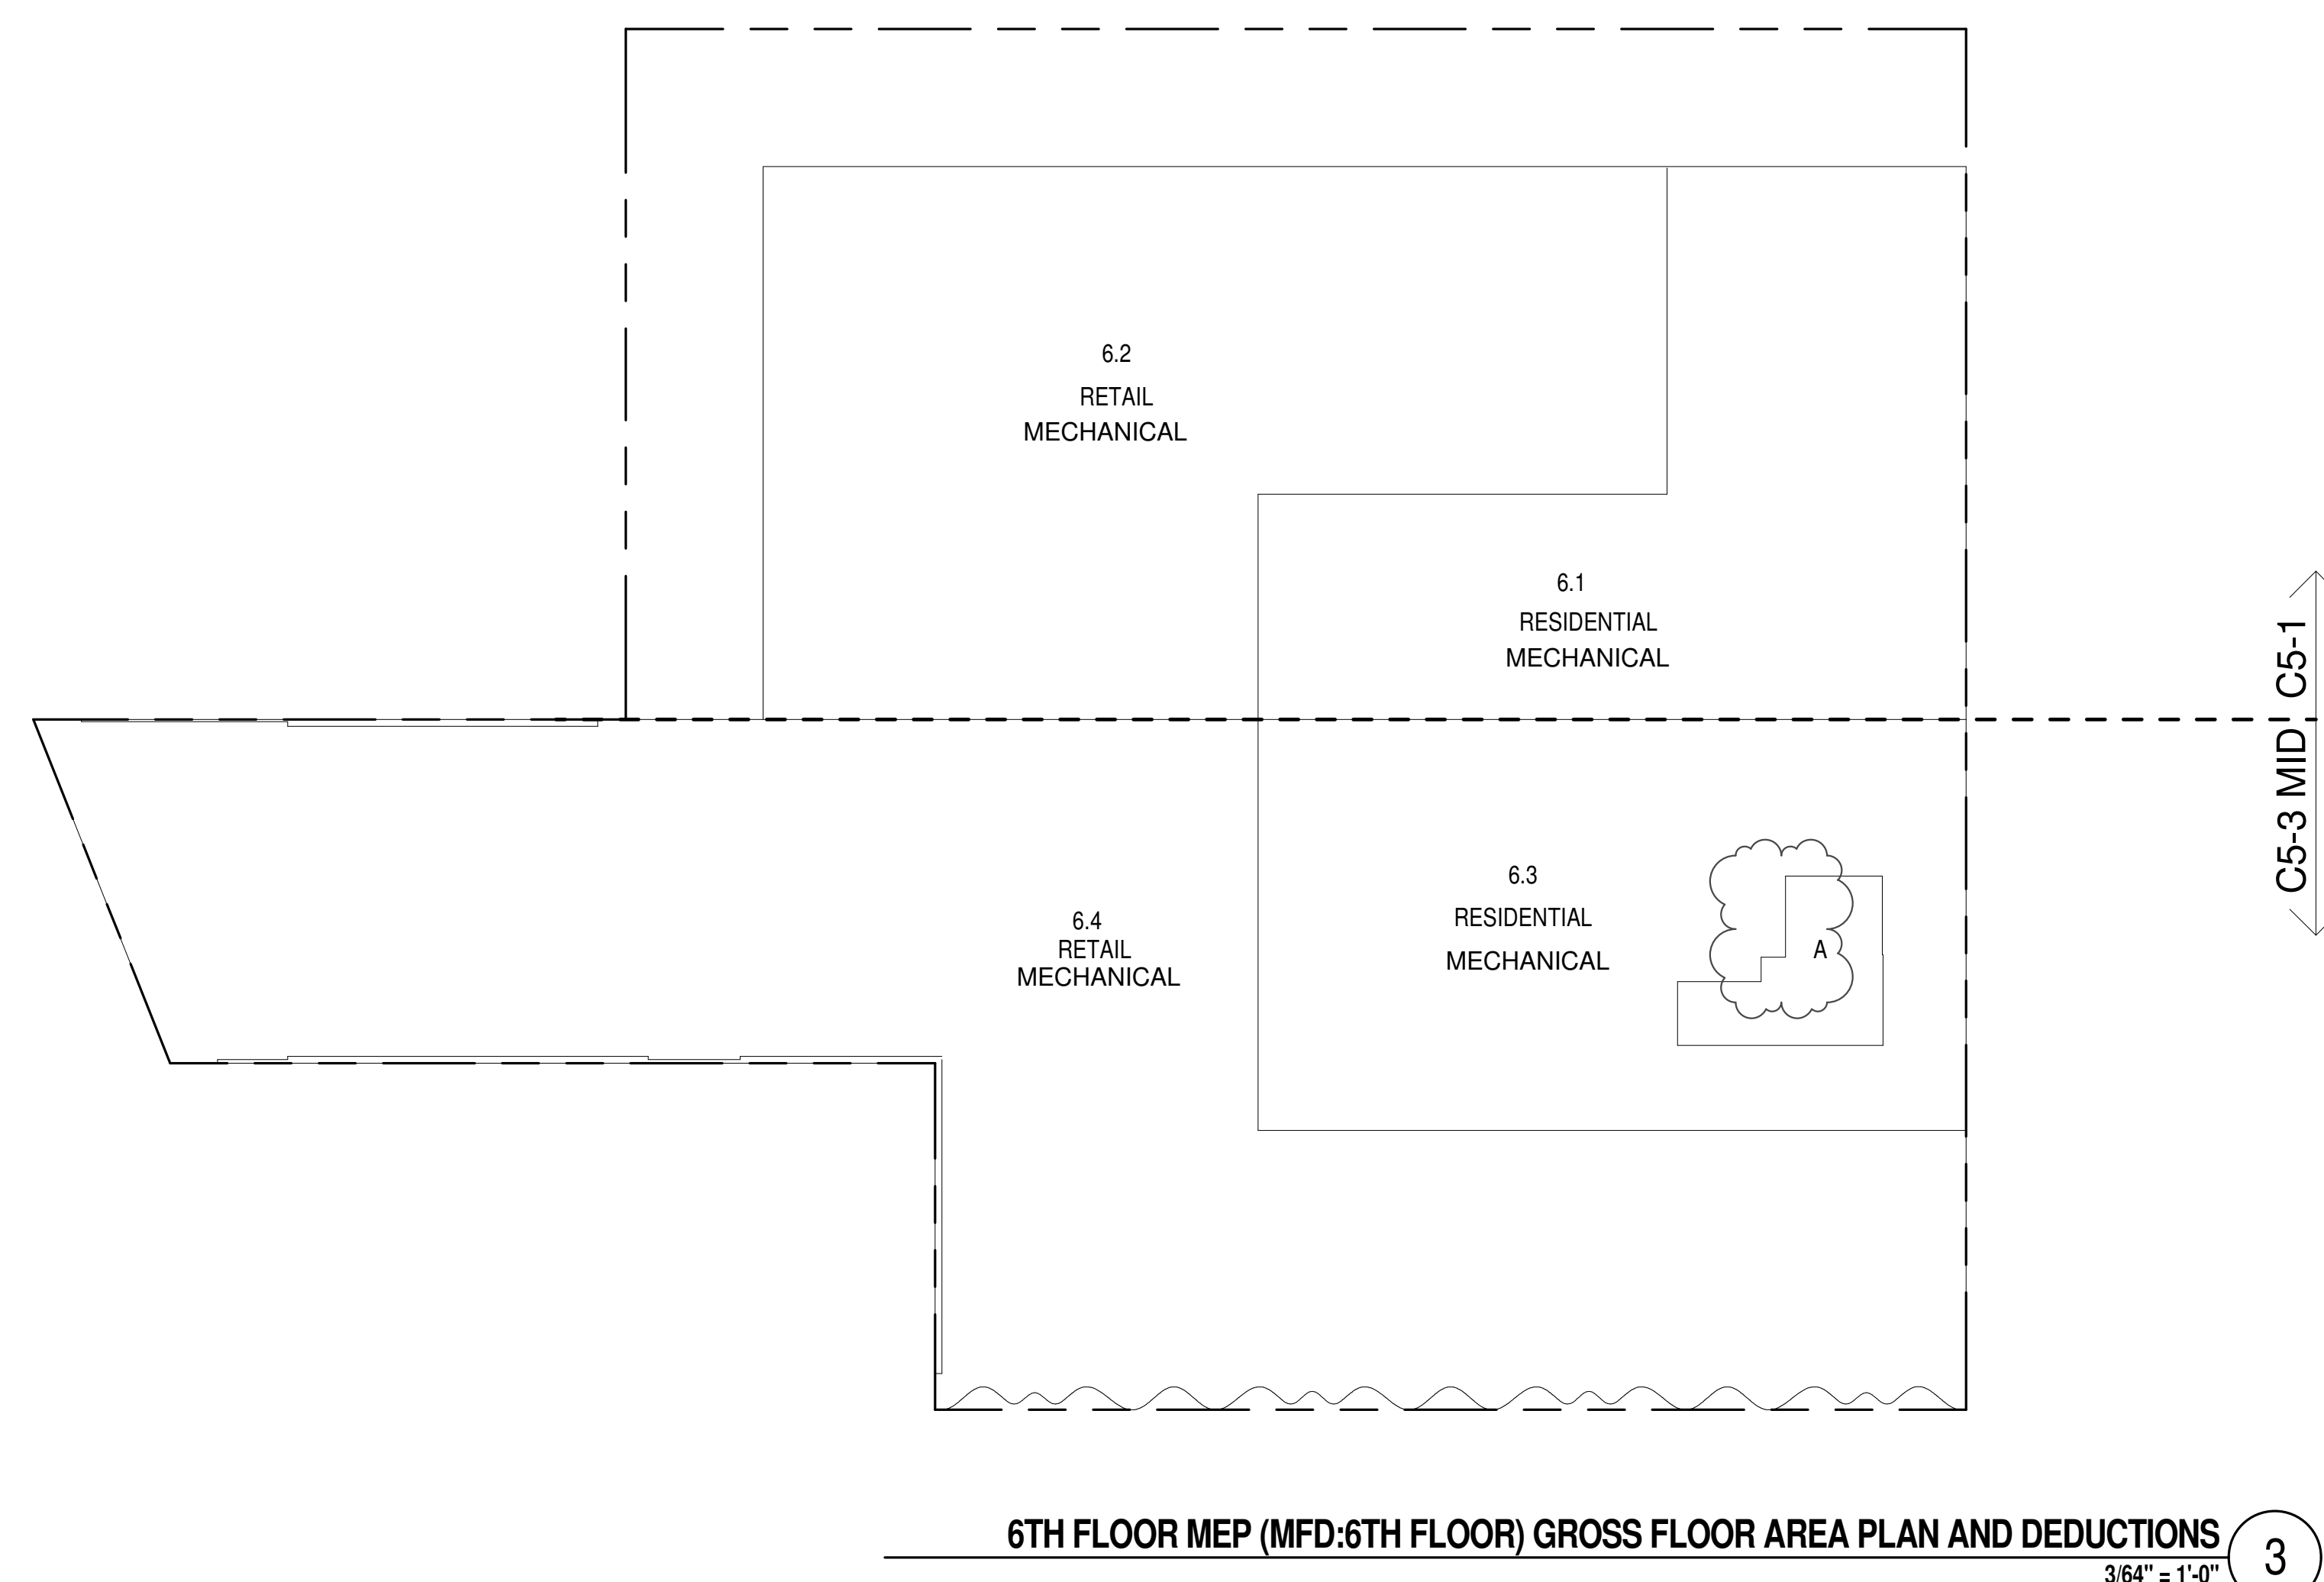 6.2
RETAIL
MECHANICAL
6.1
RESIDENTIAL
MECHANICAL
C5-3 MID C5-1
6.3
RESIDENTIAL
MECHANICAL
A
6.4
RETAIL
MECHANICAL
6TH FLOOR MEP (MFD:6TH FLOOR) GROSS FLOOR AREA PLAN AND DEDUCTIONS
3
3/64" = 1'-0"